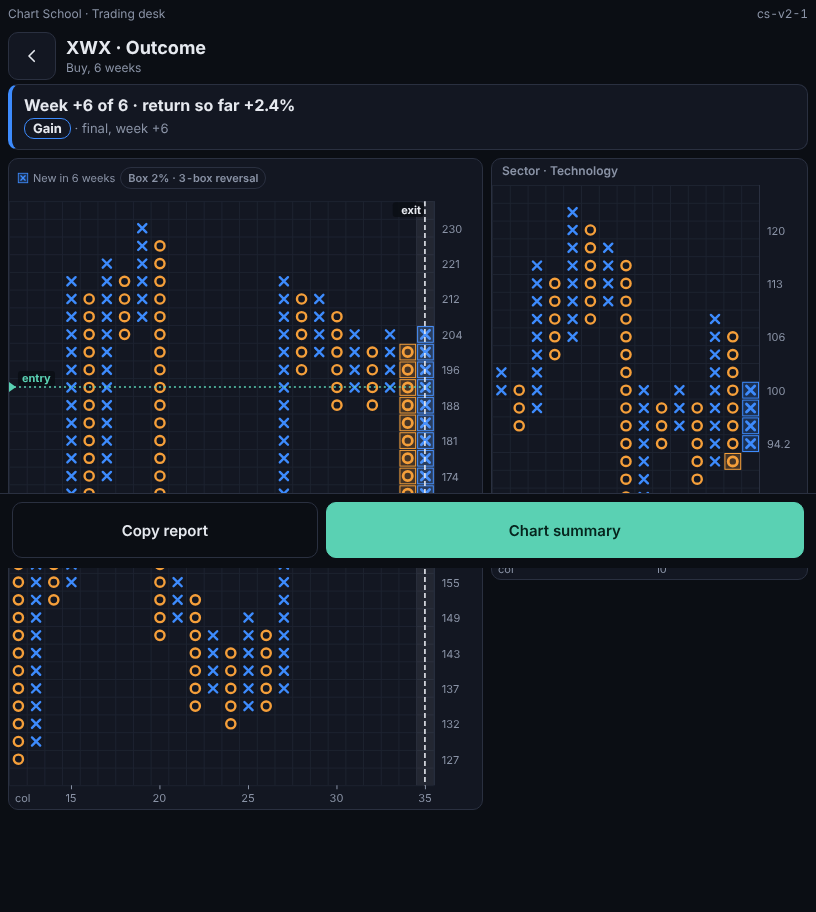 Chart School · Trading desk
cs-v2-1
XWX · Outcome
Buy, 6 weeks
Week +6 of 6 · return so far +2.4%
Gain · final, week +6
New in 6 weeks
Box 2% · 3-box reversal
exit
230
221
212
204
196
entry
188
181
174
Sector · Technology
120
113
106
100
94.2
Copy report
Chart summary
155
149
143
137
132
127
col
15
20
25
30
35
col
10